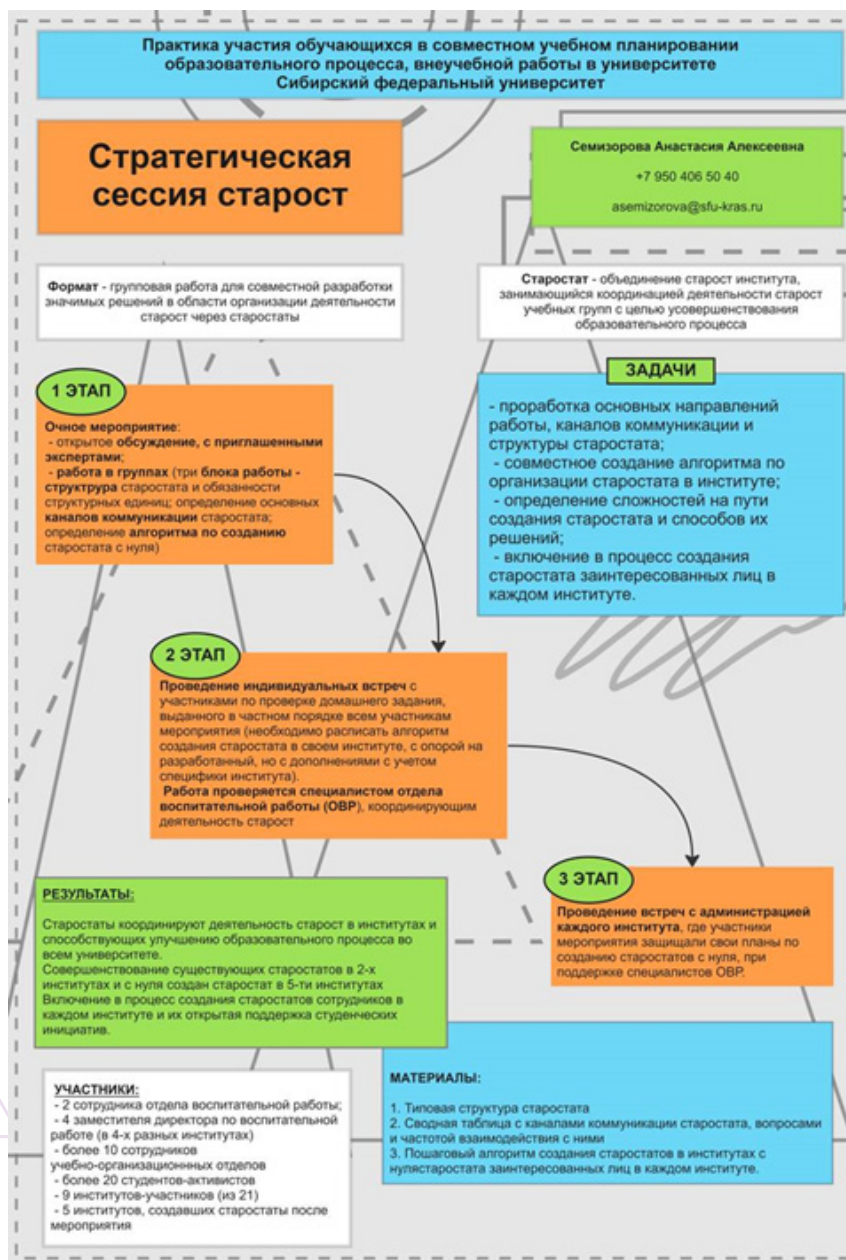 Практика участия обучающихся в совместном учебном планировании
образовательного процесса, внеучебной работы в университете
Сибирский федеральный университет
Стратегическая
сессия старост
Семизорова Анастасия Алексеевна
+7 950 406 50 40
asemizorova@sfu-kras.ru
Формат - групповая работа для совместной разработки
значимых решений в области организации деятельности
старост через старостаты
Старостат - объединение старост института,
занимающийся координацией деятельности старост
учебных групп с целью усовершенствования
образовательного процесса
1 ЭТАП
Очное мероприятие:
- открытое обсуждение, с приглашенными
экспертами;
- работа в группах (три блока работы -
структрура старостата и обязанности
структурных единиц; определение основных
каналов коммуникации старостата;
определение алгоритма по созданию
старостата с нуля)
ЗАДАЧИ
- проработка основных направлений
работы, каналов коммуникации и
структуры старостата;
- совместное создание алгоритма по
организации старостата в институте;
- определение сложностей на пути
создания старостата и способов их
решений;
- включение в процесс создания
старостата заинтересованных лиц в
каждом институте.
2 ЭТАП
Проведение индивидуальных встреч с
участниками по проверке домашнего задания,
выданного в частном порядке всем участникам
мероприятия (необходимо расписать алгоритм
создания старостата в своем институте, с опорой на
разработанный, но с дополнениями с учетом
специфики института).
Работа проверяется специалистом отдела
воспитательной работы (ОВР), координирующим
деятельность старост
3 ЭТАП
Проведение встреч с администрацией
каждого института, где участники
мероприятия защищали свои планы по
созданию старостатов с нуля, при
поддержке специалистов ОВР.
РЕЗУЛЬТАТЫ:
Старостаты координируют деятельность старост в институтах и
способствующих улучшению образовательного процесса во
всем университете.
Совершенствование существующих старостатов в 2-х
институтах и с нуля создан старостат в 5-ти институтах
Включение в процесс создания старостатов сотрудников в
каждом институте и их открытая поддержка студенческих
инициатив.
УЧАСТНИКИ:
- 2 сотрудника отдела воспитательной работы;
- 4 заместителя директора по воспитательной
работе (в 4-х разных институтах)
- более 10 сотрудников
учебно-организационнных отделов
- более 20 студентов-активистов
- 9 институтов-участников (из 21)
- 5 институтов, создавших старостаты после
мероприятия
МАТЕРИАЛЫ:
1. Типовая структура старостата
2. Сводная таблица с каналами коммуникации старостата, вопросами
и частотой взаимодействия с ними
3. Пошаговый алгоритм создания старостатов в институтах с
нулястаростата заинтересованных лиц в каждом институте.